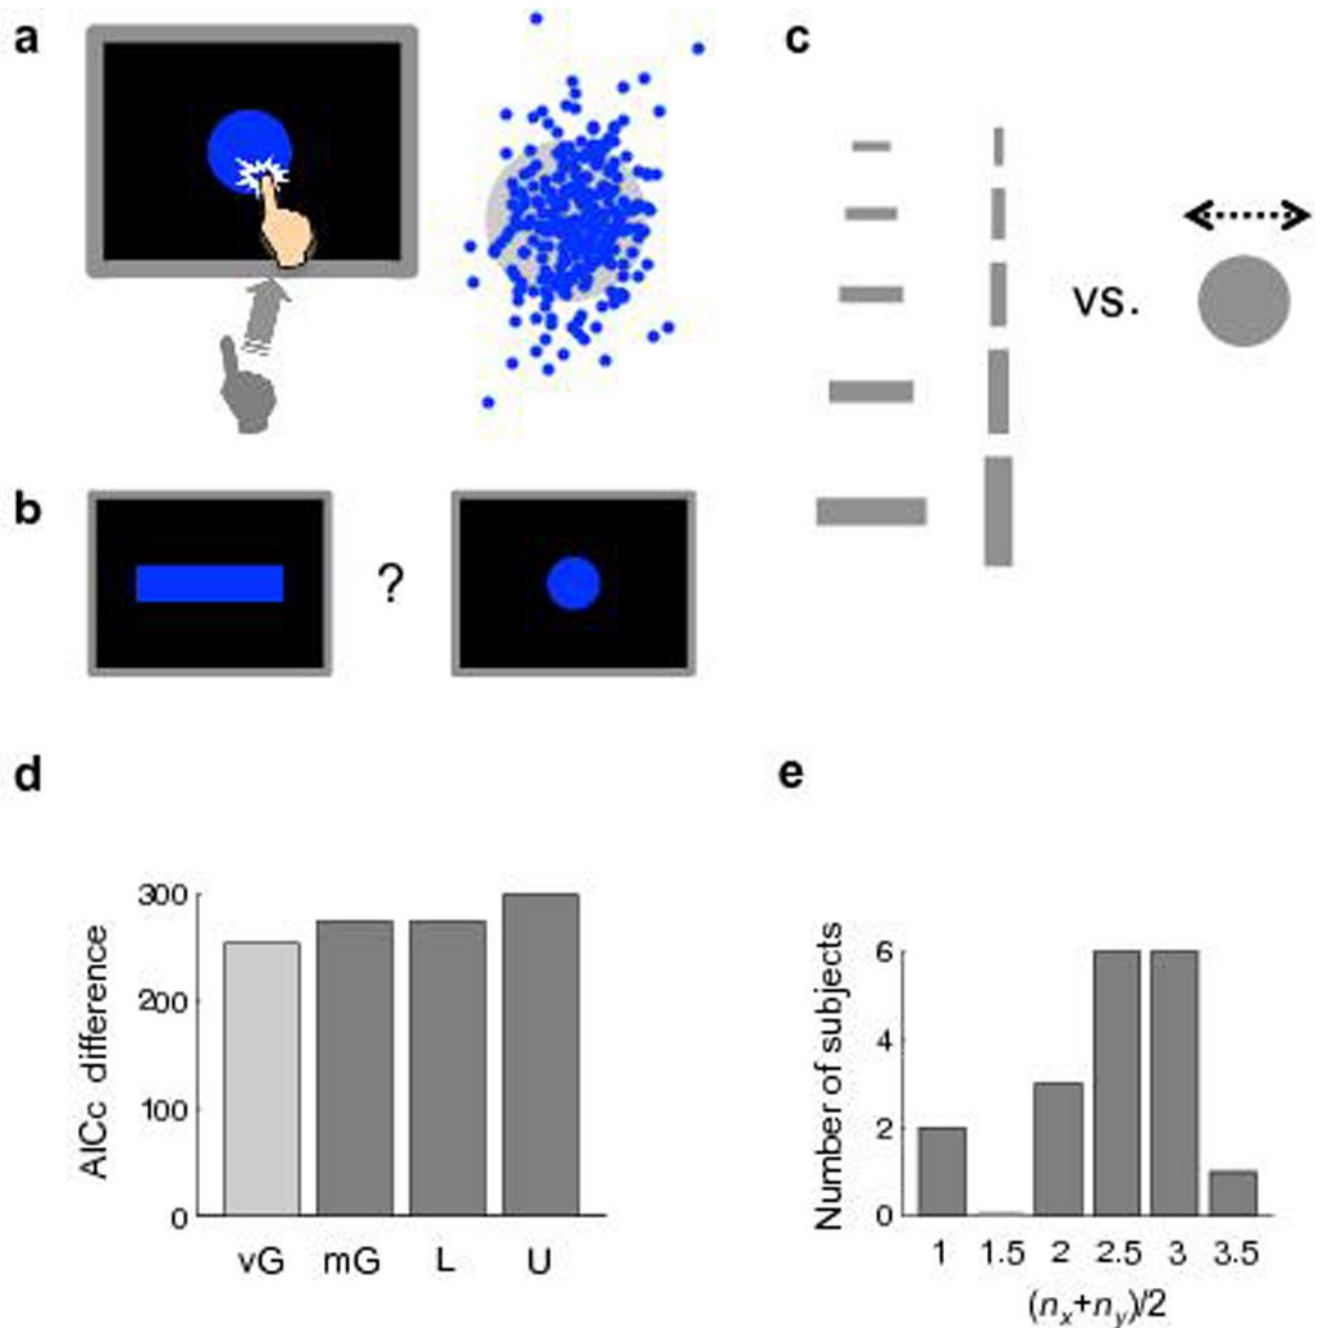 a
c
vs.
b
?
d
e
300
200
100
0
AICc difference
vG mG L U
6
4
2
0
Number of subjects
1 1.5 2 2.5 3 3.5
(nx+ny)/2